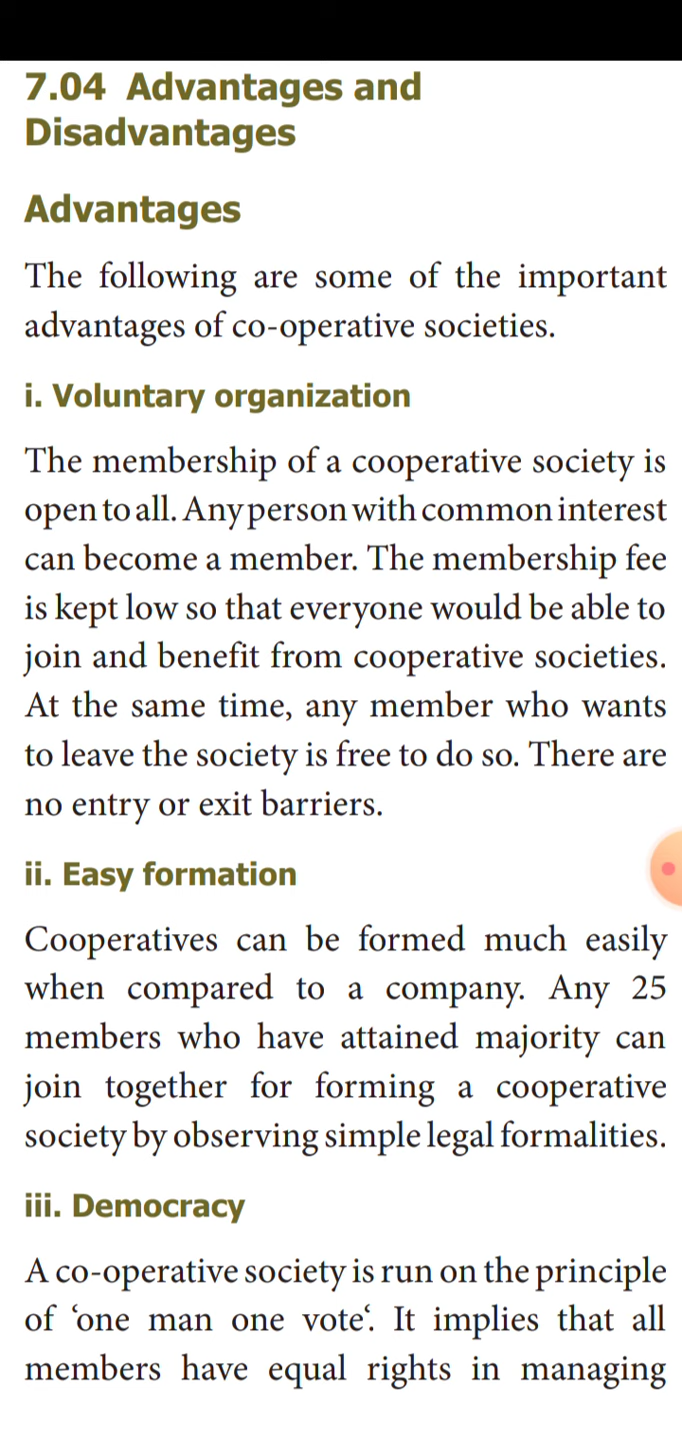 7.04 Advantages and
Disadvantages
Advantages
The following are some of the important
advantages of co-operative societies.
i. Voluntary organization
The membership of a cooperative society is
open to all. Any person with common interest
can become a member. The membership fee
is kept low so that everyone would be able to
join and benefit from cooperative societies.
At the same time, any member who wants
to leave the society is free to do so. There are
no entry or exit barriers.
ii. Easy formation
Cooperatives can be formed much easily
when compared to a company. Any 25
members who have attained majority can
join together for forming a cooperative
society by observing simple legal formalities.
iii. Democracy
A co-operative society is run on the principle
of ‘one man one vote‘. It implies that all
members have equal rights in managing